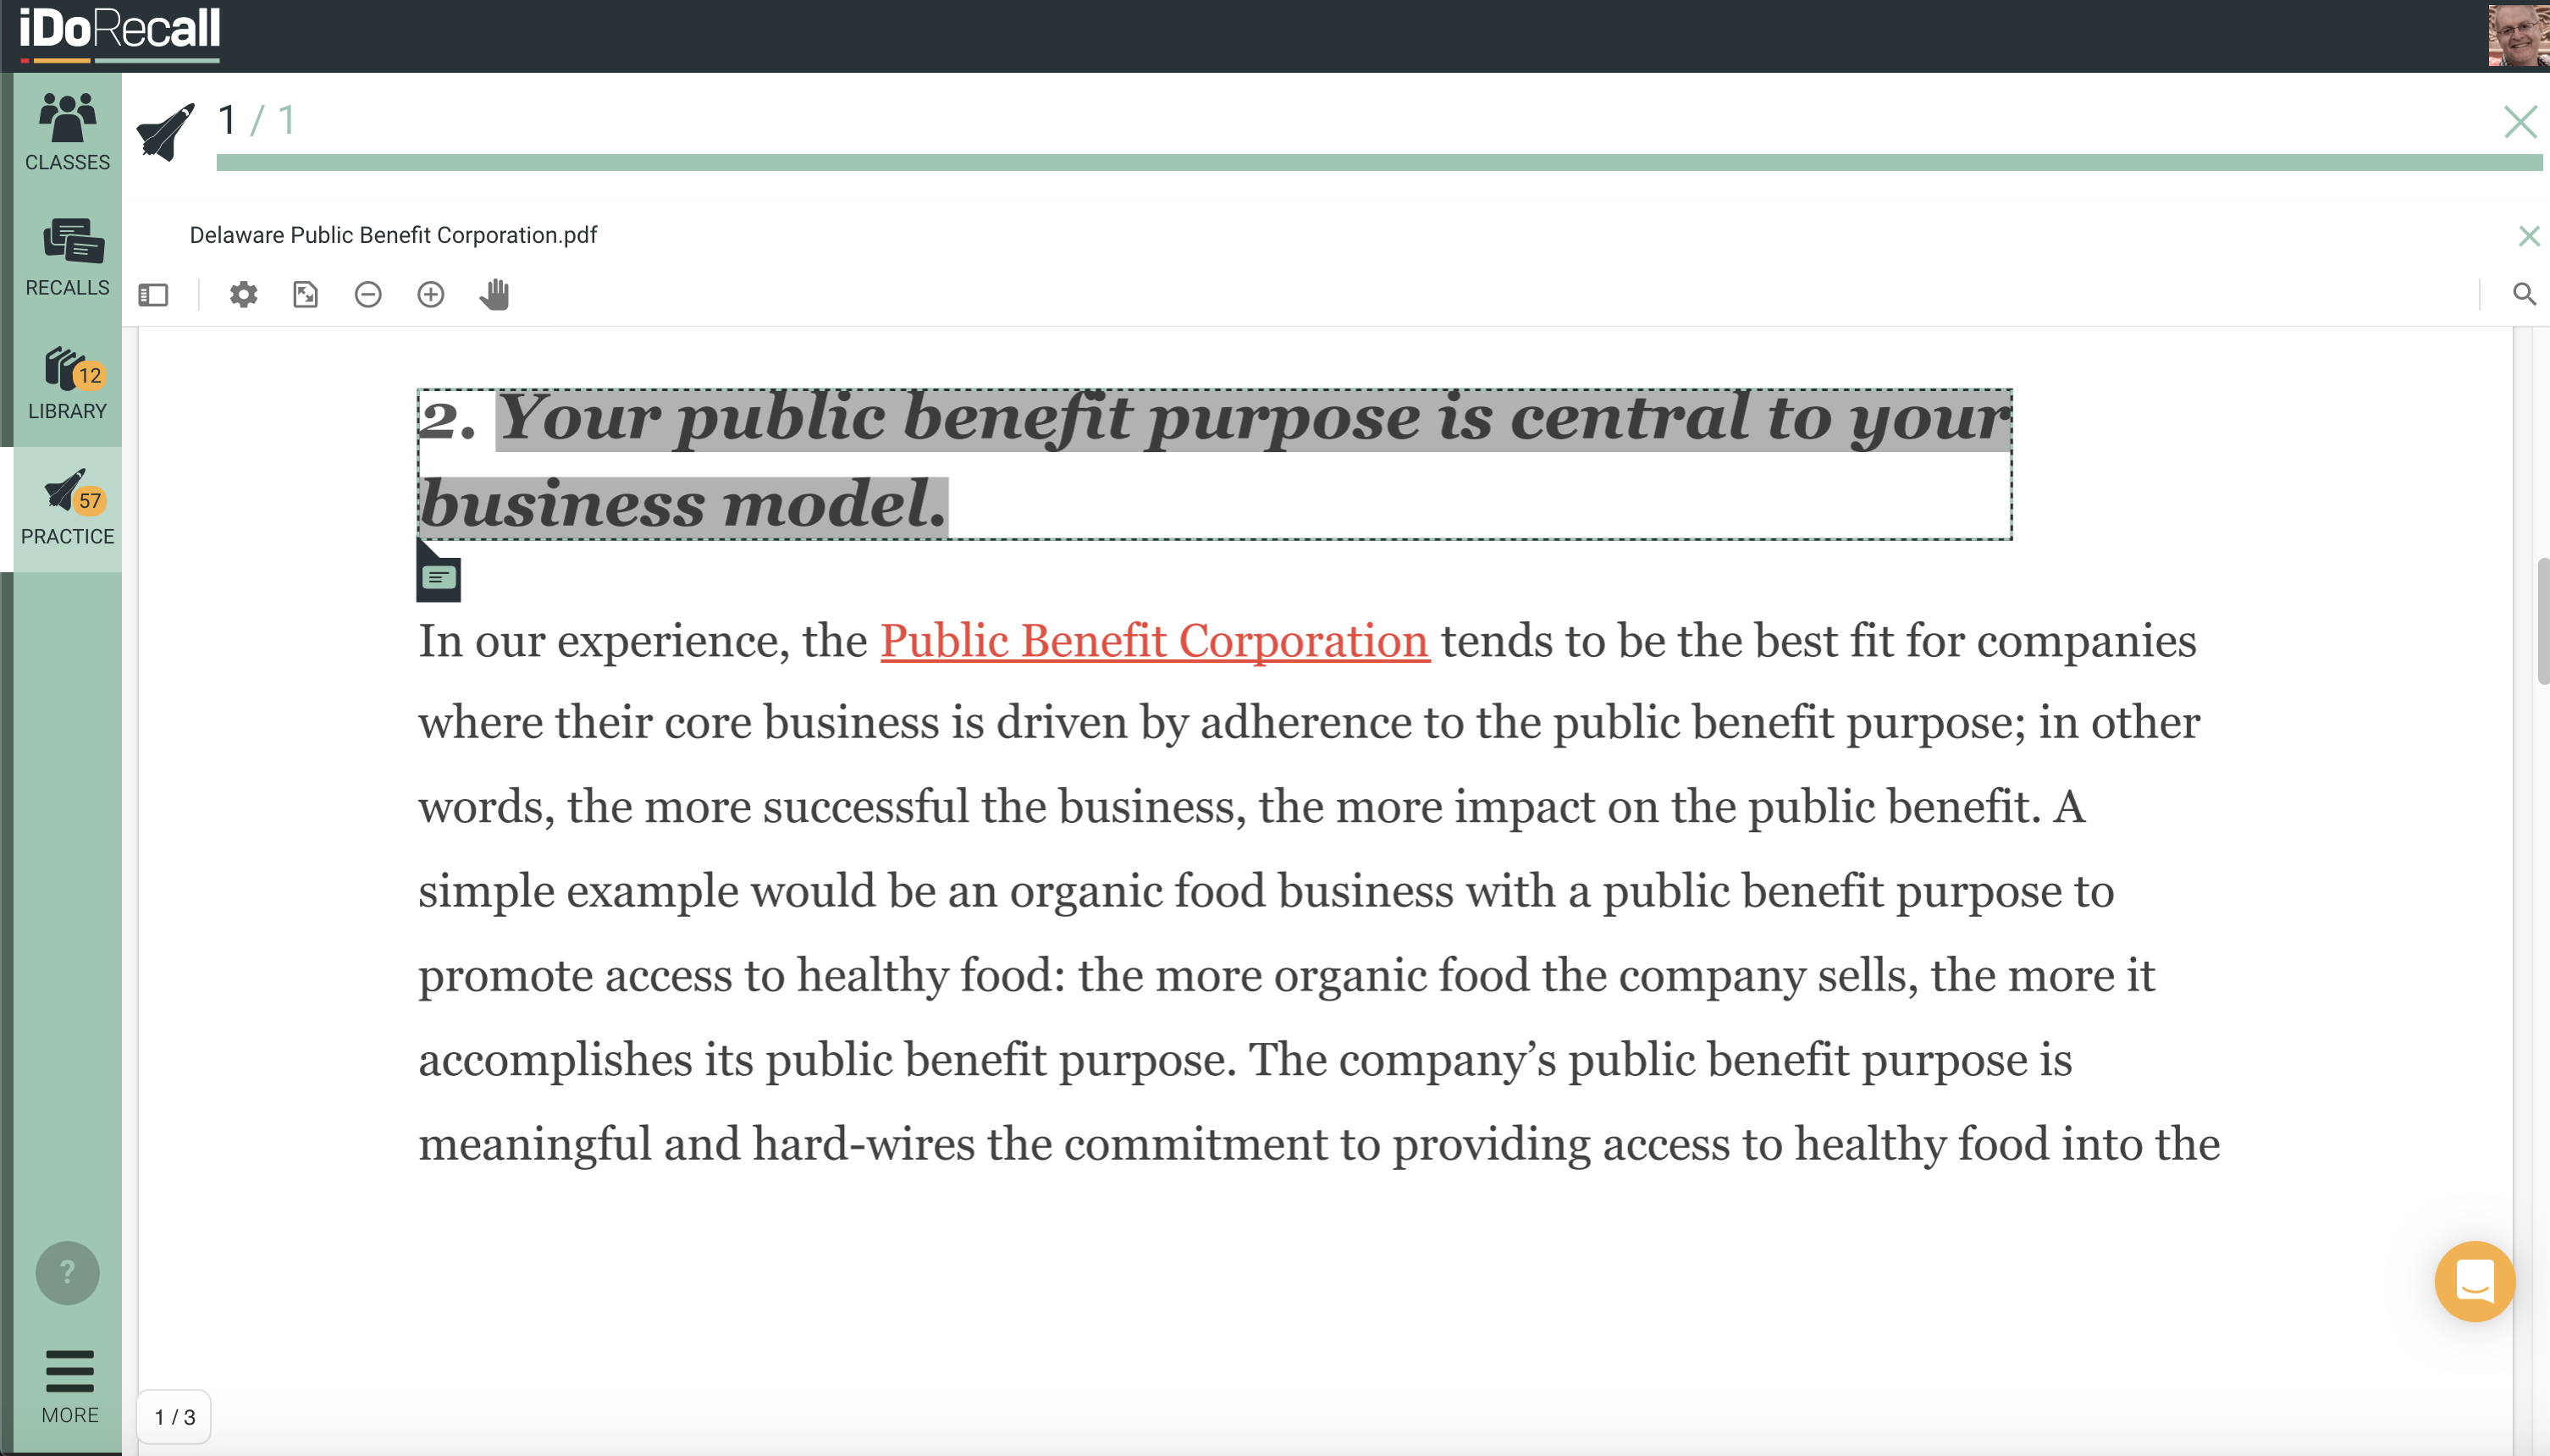 iDoRecall
CLASSES
RECALLS
12
LIBRARY
57
PRACTICE
?
MORE
1 / 1
Delaware Public Benefit Corporation.pdf
2. Your public benefit purpose is central to your
business model.
In our experience, the Public Benefit Corporation tends to be the best fit for companies
where their core business is driven by adherence to the public benefit purpose; in other
words, the more successful the business, the more impact on the public benefit. A
simple example would be an organic food business with a public benefit purpose to
promote access to healthy food: the more organic food the company sells, the more it
accomplishes its public benefit purpose. The company’s public benefit purpose is
meaningful and hard-wires the commitment to providing access to healthy food into the
1 / 3